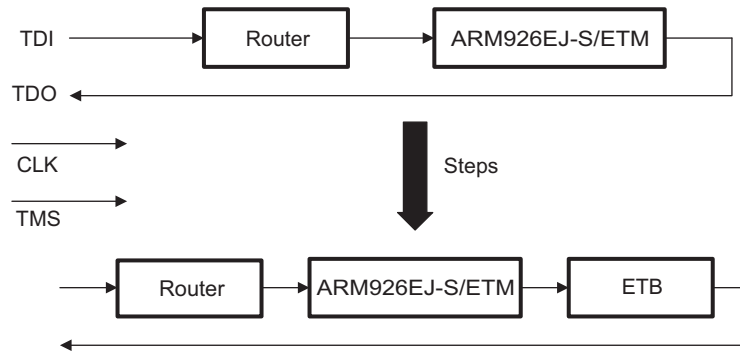 TDI
Router
ARM926EJ-S/ETM
TDO
CLK
Steps
TMS
Router
ARM926EJ-S/ETM
ETB